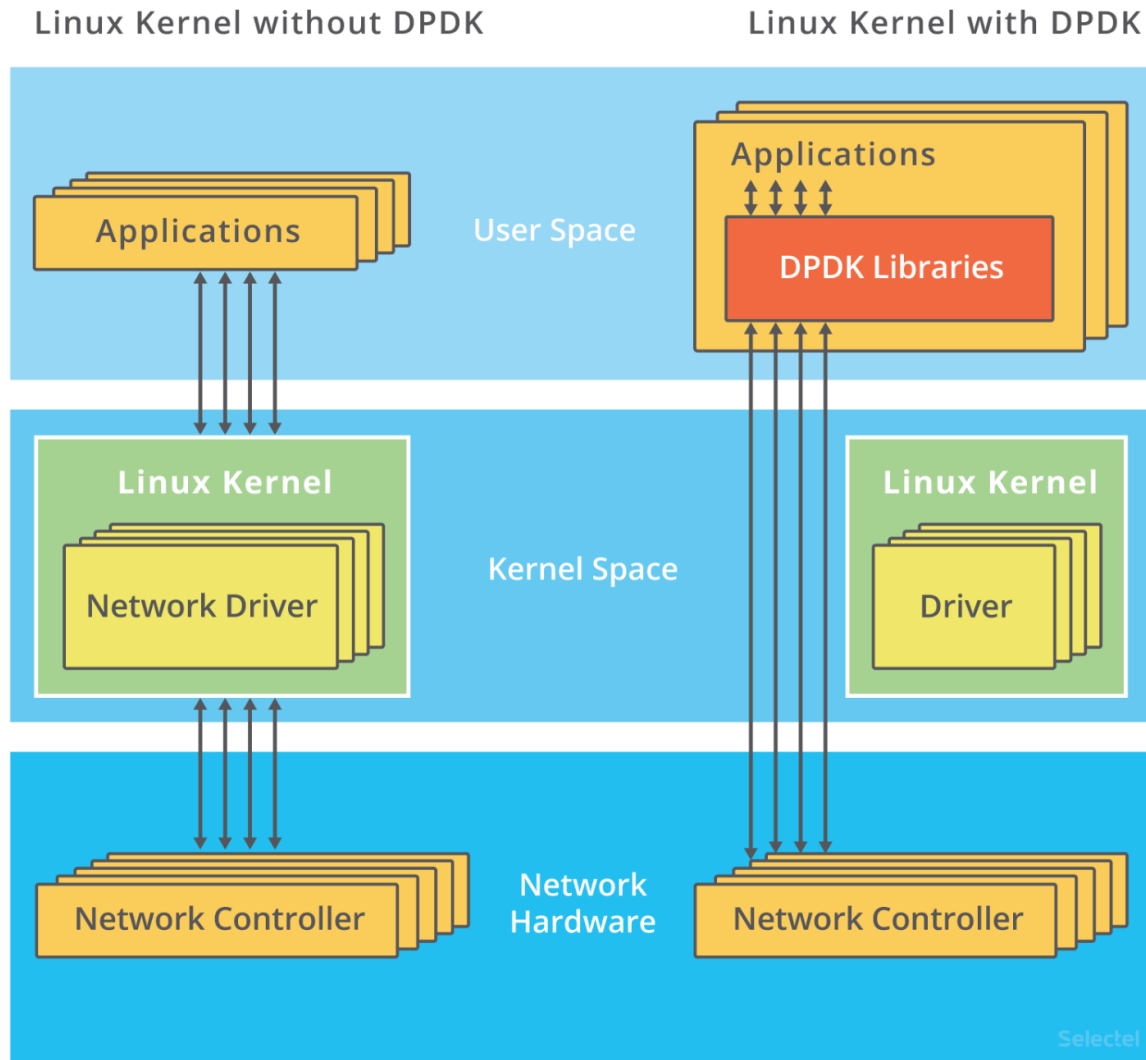 Linux Kernel without DPDK
Linux Kernel with DPDK
Applications
User Space
Applications
DPDK Libraries
Linux Kernel
Network Driver
Kernel Space
Linux Kernel
Driver
Network Controller
Network
Hardware
Network Controller
Selectel